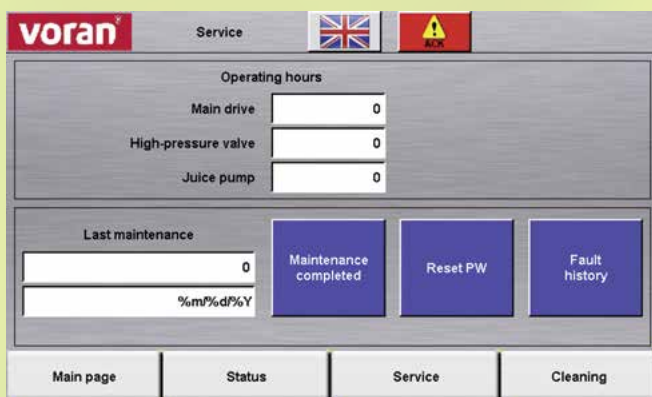 voran®
Service
ACK
Operating hours
Main drive 0
High-pressure valve 0
Juice pump 0
Last maintenance
0
%m/%d/%Y
Maintenance
completed
Reset PW
Fault
history
Main page Status Service Cleaning